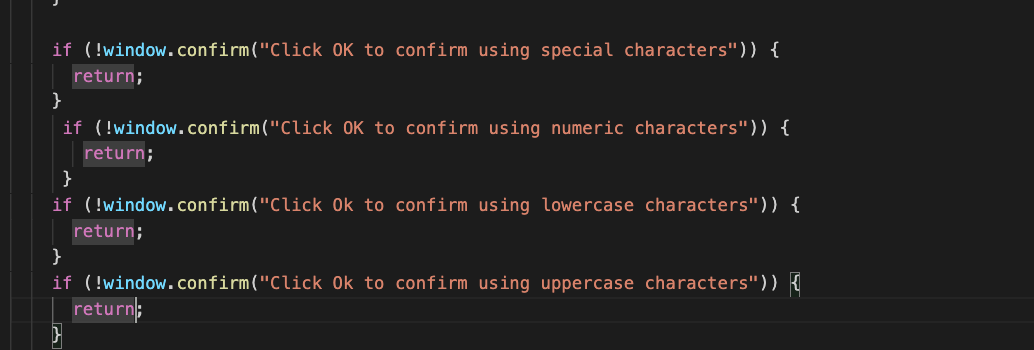 }
if (!window.confirm("Click OK to confirm using special characters")) {
return;
}
if (!window.confirm("Click OK to confirm using numeric characters")) {
return;
}
if (!window.confirm("Click Ok to confirm using lowercase characters")) {
return;
}
if (!window.confirm("Click Ok to confirm using uppercase characters")) {
return;
}